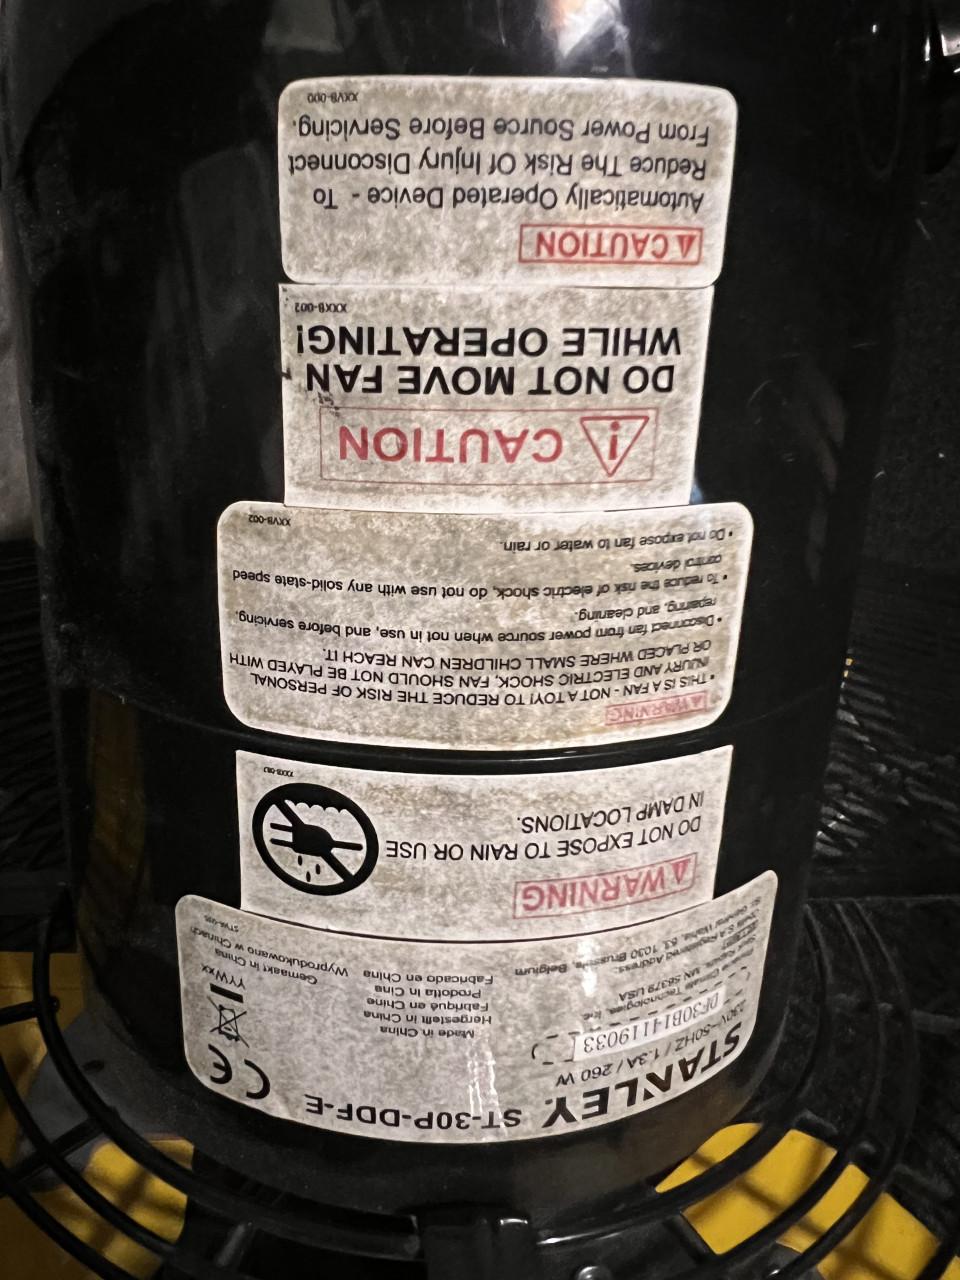 STANLEY. ST-30P-DDF-E
230V~50HZ / 1.3A / 260 W
DF30B14119033
MN 56379 USA
Made in China
Hergestellt in China
Fabriqué en Chine
Prodotta in Cina
Fabricado en China
Gemaakt in China
Wyprodukowano w Chinach
CE
YYWxx
WARNING
DO NOT EXPOSE TO RAIN OR USE
IN DAMP LOCATIONS.
WARNING
• THIS IS A FAN - NOT A TOY! TO REDUCE THE RISK OF PERSONAL
INJURY AND ELECTRIC SHOCK, FAN SHOULD NOT BE PLAYED WITH
OR PLACED WHERE SMALL CHILDREN CAN REACH IT.
• Disconnect fan from power source when not in use, and before servicing,
repairing, and cleaning.
• To reduce the risk of electric shock, do not use with any solid-state speed
control devices.
• Do not expose fan to water or rain.
XXVB-002
CAUTION
DO NOT MOVE FAN
WHILE OPERATING!
XXXB-002
CAUTION
Automatically Operated Device - To
Reduce The Risk Of Injury Disconnect
From Power Source Before Servicing.
XXVB-000